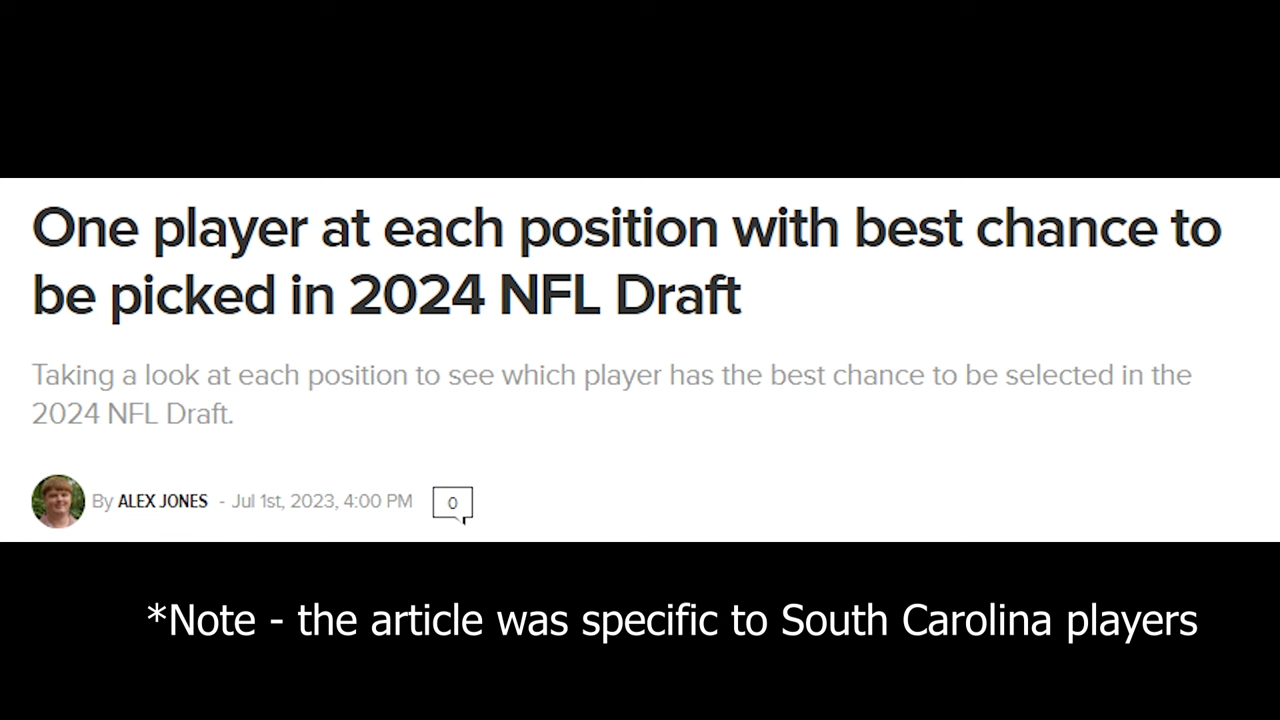 One player at each position with best chance to
be picked in 2024 NFL Draft
Taking a look at each position to see which player has the best chance to be selected in the
2024 NFL Draft.
By ALEX JONES - Jul 1st, 2023, 4:00 PM 0
*Note - the article was specific to South Carolina players